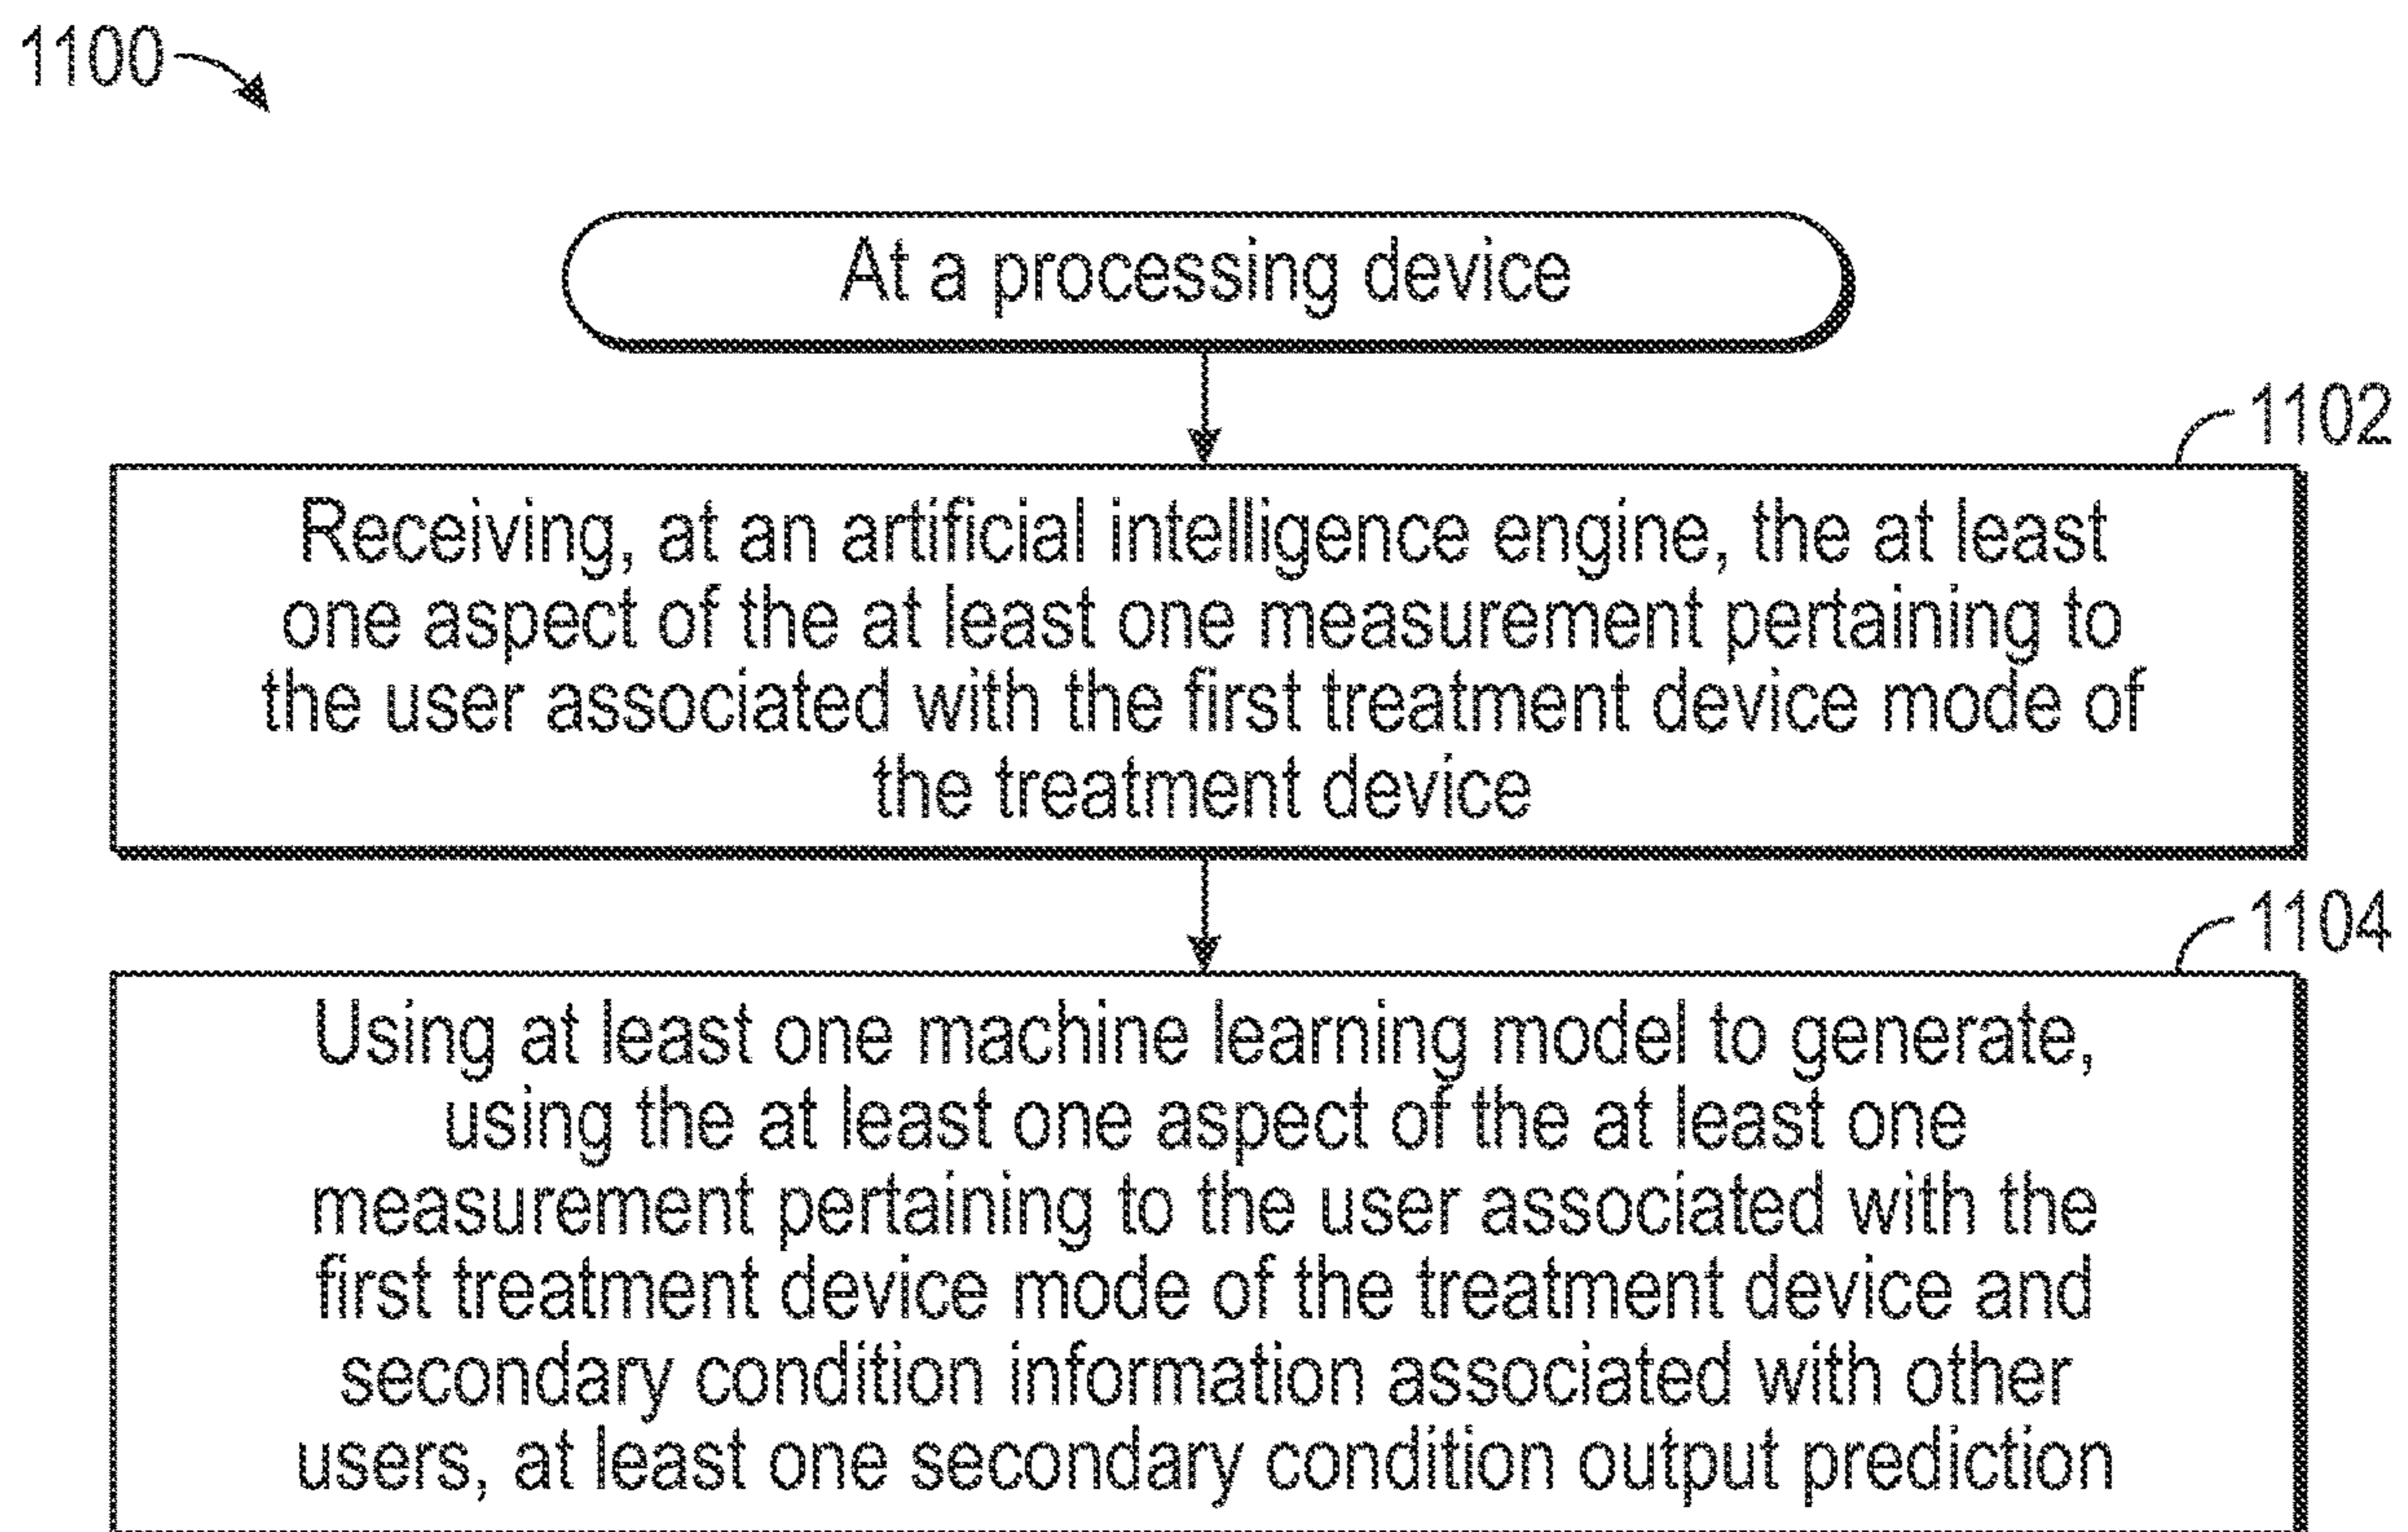 1100
At a processing device
1102
Receiving, at an artificial intelligence engine, the at least
one aspect of the at least one measurement pertaining to
the user associated with the first treatment device mode of
the treatment device
1104
Using at least one machine learning model to generate,
using the at least one aspect of the at least one
measurement pertaining to the user associated with the
first treatment device mode of the treatment device and
secondary condition information associated with other
users, at least one secondary condition output prediction